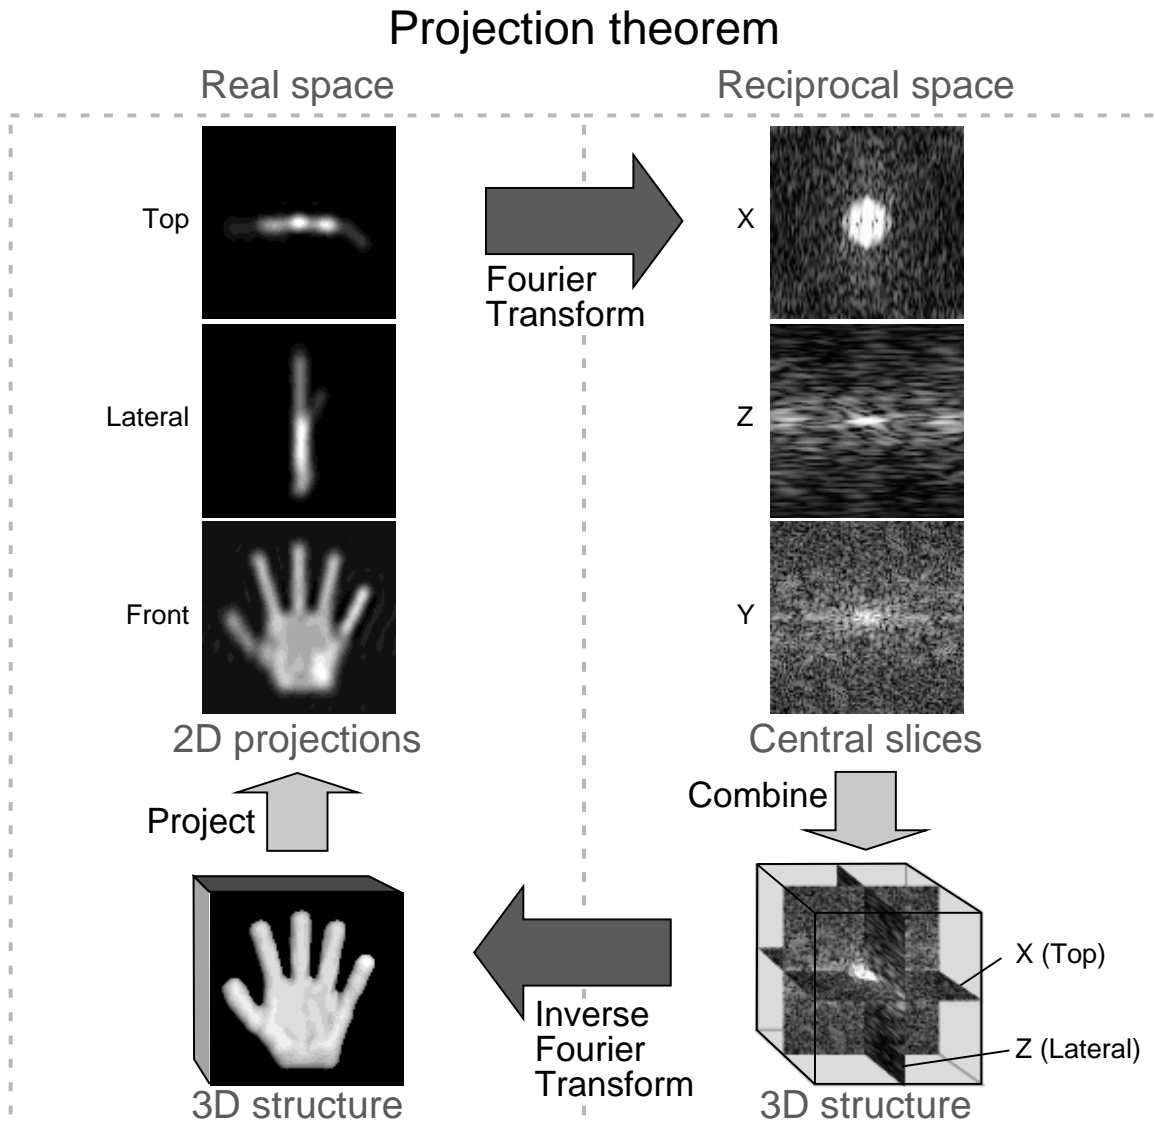 Projection theorem
Real space
Reciprocal space
Top
X
Fourier
Transform
Lateral
Z
Front
Y
2D projections
Central slices
Project
Combine
X (Top)
Inverse
Fourier
Transform
Z (Lateral)
3D structure
3D structure